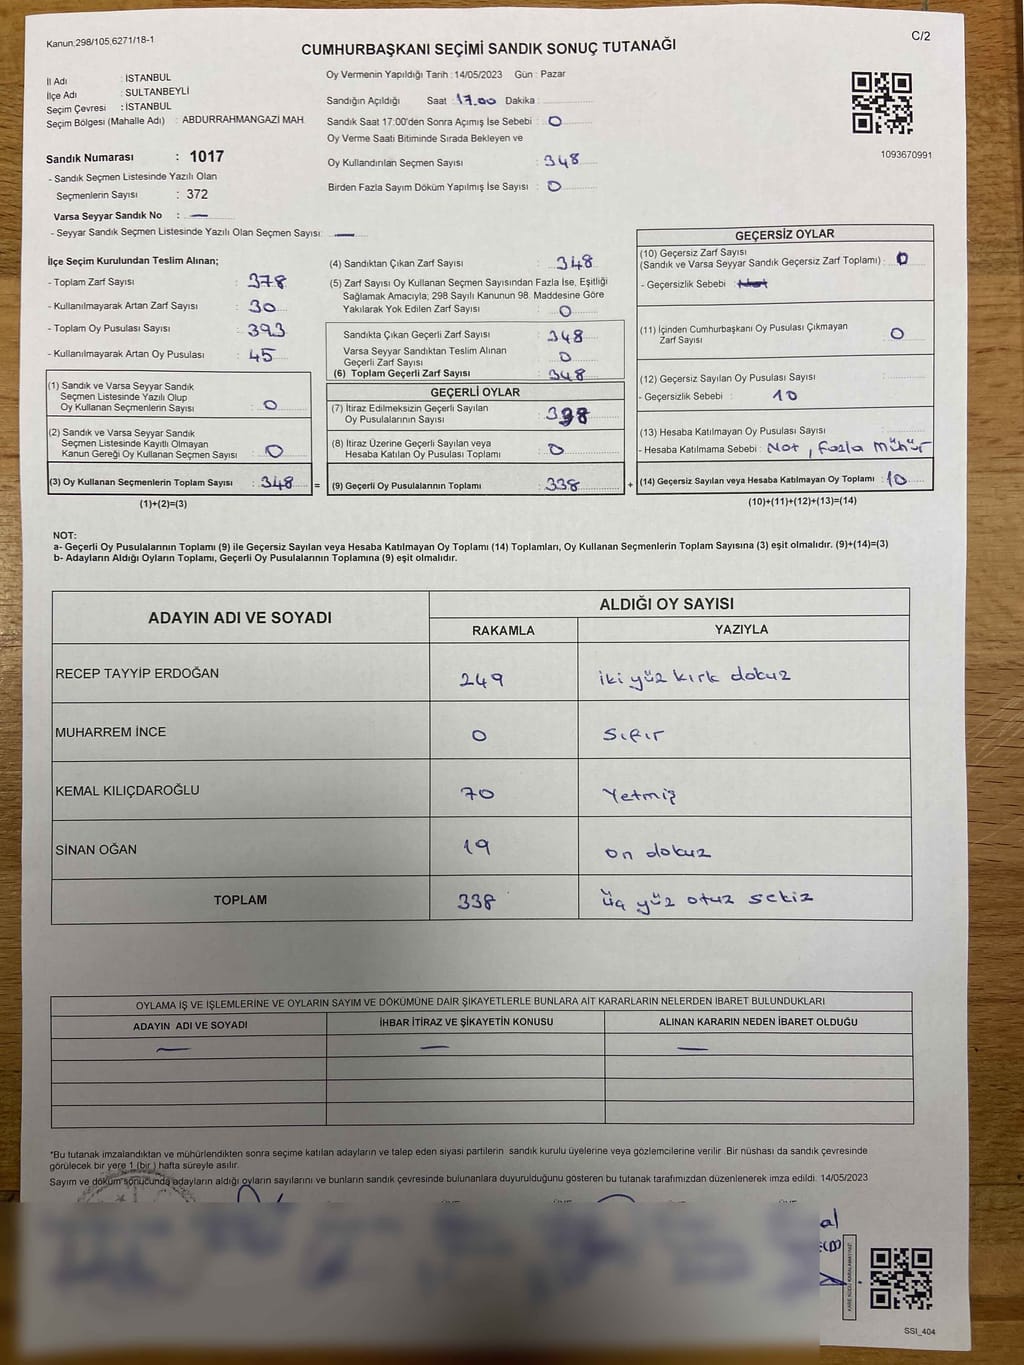 Kanun;298/105,6271/18-1
C/2
CUMHURBAŞKANI SEÇİMİ SANDIK SONUÇ TUTANAĞI
İl Adı : İSTANBUL
İlçe Adı : SULTANBEYLİ
Seçim Çevresi : İSTANBUL
Seçim Bölgesi (Mahalle Adı) : ABDURRAHMANGAZİ MAH.
Sandık Numarası : 1017
- Sandık Seçmen Listesinde Yazılı Olan
Seçmenlerin Sayısı : 372
Varsa Seyyar Sandık No : —
- Seyyar Sandık Seçmen Listesinde Yazılı Olan Seçmen Sayısı: —
Oy Vermenin Yapıldığı Tarih : 14/05/2023 Gün : Pazar
Sandığın Açıldığı Saat : 17.00 Dakika :
Sandık Saat 17:00'den Sonra Açımış İse Sebebi : 0
Oy Verme Saati Bitiminde Sırada Bekleyen ve
Oy Kullandırılan Seçmen Sayısı : 348
Birden Fazla Sayım Döküm Yapılmış İse Sayısı : 0
1093670991
İlçe Seçim Kurulundan Teslim Alınan;
- Toplam Zarf Sayısı : 378
- Kullanılmayarak Artan Zarf Sayısı : 30
- Toplam Oy Pusulası Sayısı : 393
- Kullanılmayarak Artan Oy Pusulası : 45
(1) Sandık ve Varsa Seyyar Sandık
Seçmen Listesinde Yazılı Olup
Oy Kullanan Seçmenlerin Sayısı : 0
(2) Sandık ve Varsa Seyyar Sandık
Seçmen Listesinde Kayıtlı Olmayan
Kanun Gereği Oy Kullanan Seçmen Sayısı : 0
(3) Oy Kullanan Seçmenlerin Toplam Sayısı : 348 =
(1)+(2)=(3)
(4) Sandıktan Çıkan Zarf Sayısı : 348
(5) Zarf Sayısı Oy Kullanan Seçmen Sayısından Fazla İse, Eşitliği
Sağlamak Amacıyla; 298 Sayılı Kanunun 98. Maddesine Göre
Yakılarak Yok Edilen Zarf Sayısı : 0
Sandıkta Çıkan Geçerli Zarf Sayısı : 348
Varsa Seyyar Sandıktan Teslim Alınan
Geçerli Zarf Sayısı : 0
(6) Toplam Geçerli Zarf Sayısı : 348
GEÇERLİ OYLAR
(7) İtiraz Edilmeksizin Geçerli Sayılan
Oy Pusulalarının Sayısı : 338
(8) İtiraz Üzerine Geçerli Sayılan veya
Hesaba Katılan Oy Pusulası Toplamı : 0
(9) Geçerli Oy Pusulalarının Toplamı : 338 +
GEÇERSİZ OYLAR
(10) Geçersiz Zarf Sayısı
(Sandık ve Varsa Seyyar Sandık Geçersiz Zarf Toplamı) : 0
- Geçersizlik Sebebi :
(11) İçinden Cumhurbaşkanı Oy Pusulası Çıkmayan
Zarf Sayısı : 0
(12) Geçersiz Sayılan Oy Pusulası Sayısı :
- Geçersizlik Sebebi : 10
(13) Hesaba Katılmayan Oy Pusulası Sayısı :
- Hesaba Katılmama Sebebi : Not, fazla mühür
(14) Geçersiz Sayılan veya Hesaba Katılmayan Oy Toplamı : 10
(10)+(11)+(12)+(13)=(14)
NOT:
a- Geçerli Oy Pusulalarının Toplamı (9) ile Geçersiz Sayılan veya Hesaba Katılmayan Oy Toplamı (14) Toplamları, Oy Kullanan Seçmenlerin Toplam Sayısına (3) eşit olmalıdır. (9)+(14)=(3)
b- Adayların Aldığı Oyların Toplamı, Geçerli Oy Pusulalarının Toplamına (9) eşit olmalıdır.
ADAYIN ADI VE SOYADI
ALDIĞI OY SAYISI
RAKAMLA YAZIYLA
RECEP TAYYİP ERDOĞAN 249 iki yüz kırk dokuz
MUHARREM İNCE 0 Sıfır
KEMAL KILIÇDAROĞLU 70 Yetmiş
SİNAN OĞAN 19 on dokuz
TOPLAM 338 üç yüz otuz sekiz
OYLAMA İŞ VE İŞLEMLERİNE VE OYLARIN SAYIM VE DÖKÜMÜNE DAİR ŞİKAYETLERLE BUNLARA AİT KARARLARIN NELERDEN İBARET BULUNDUKLARI
ADAYIN ADI VE SOYADI İHBAR İTİRAZ VE ŞİKAYETİN KONUSU ALINAN KARARIN NEDEN İBARET OLDUĞU
— — —
*Bu tutanak imzalandıktan ve mühürlendikten sonra seçime katılan adayların ve talep eden siyasi partilerin sandık kurulu üyelerine veya gözlemcilerine verilir. Bir nüshası da sandık çevresinde
görülecek bir yere 1 (bir ) hafta süreyle asılır.
Sayım ve döküm sonucunda adayların aldığı oyların sayılarını ve bunların sandık çevresinde bulunanlara duyurulduğunu gösteren bu tutanak tarafımızdan düzenlenerek imza edildi. 14/05/2023
KARE KODU KARALAMAYINIZ.
SSI_404